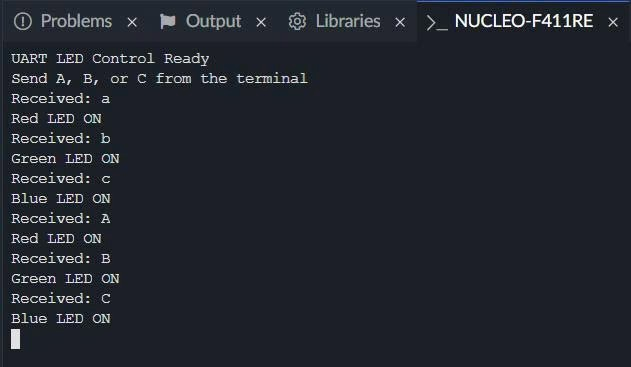 Problems × Output × Libraries × >_ NUCLEO-F411RE ×
UART LED Control Ready
Send A, B, or C from the terminal
Received: a
Red LED ON
Received: b
Green LED ON
Received: c
Blue LED ON
Received: A
Red LED ON
Received: B
Green LED ON
Received: C
Blue LED ON